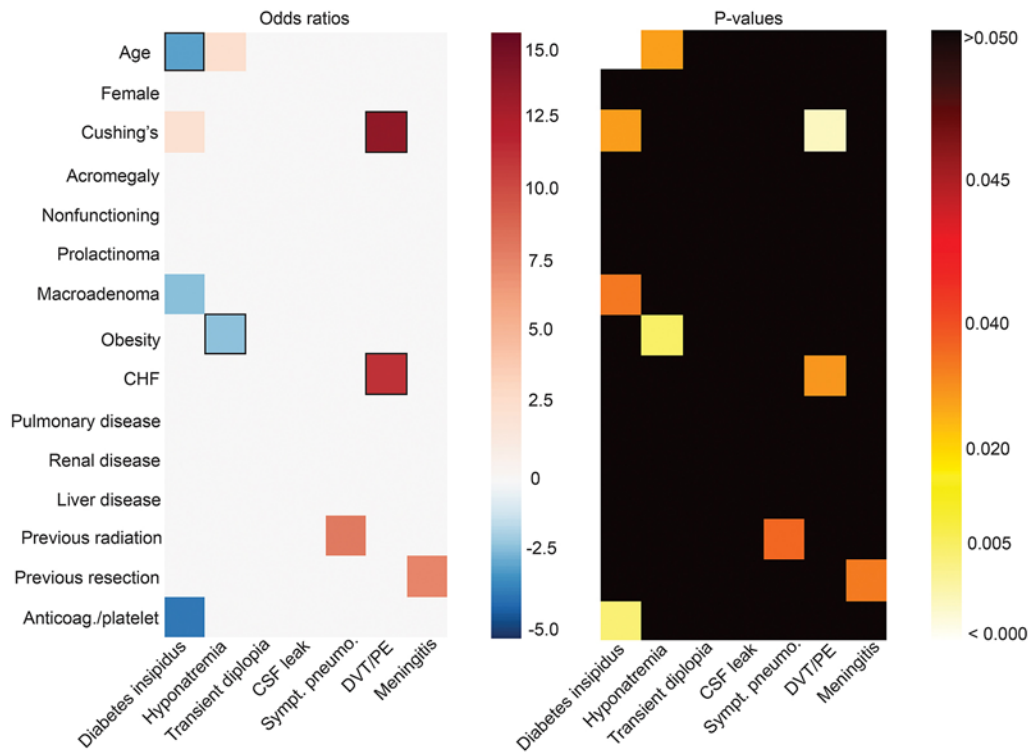 Odds ratios
P-values
Age
Female
Cushing's
Acromegaly
Nonfunctioning
Prolactinoma
Macroadenoma
Obesity
CHF
Pulmonary disease
Renal disease
Liver disease
Previous radiation
Previous resection
Anticoag./platelet
Diabetes insipidus
Hyponatremia
Transient diplopia
CSF leak
Sympt. pneumo.
DVT/PE
Meningitis
15.0
12.5
10.0
7.5
5.0
2.5
0
-2.5
-5.0
Diabetes insipidus
Hyponatremia
Transient diplopia
CSF leak
Sympt. pneumo.
DVT/PE
Meningitis
>0.050
0.045
0.040
0.020
0.005
< 0.000